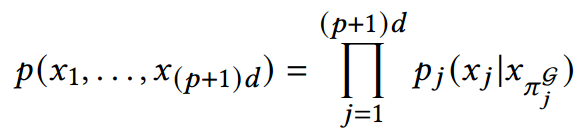 p(x_1, \ldots, x_{(p+1)d}) = \prod_{j=1}^{(p+1)d} p_j(x_j | x_{\pi_j^{\mathcal{G}}})